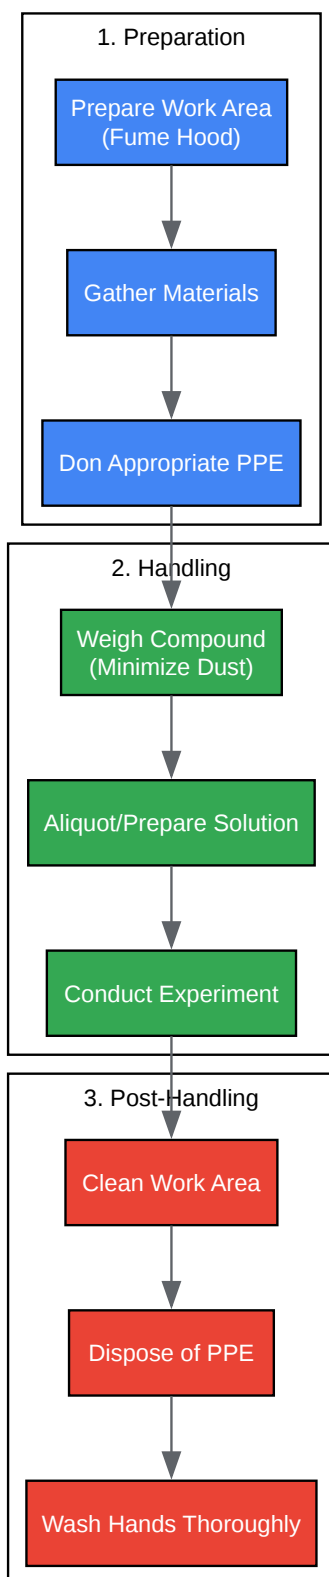 1. Preparation
Prepare Work Area
(Fume Hood)
Gather Materials
Don Appropriate PPE
2. Handling
Weigh Compound
(Minimize Dust)
Aliquot/Prepare Solution
Conduct Experiment
3. Post-Handling
Clean Work Area
Dispose of PPE
Wash Hands Thoroughly